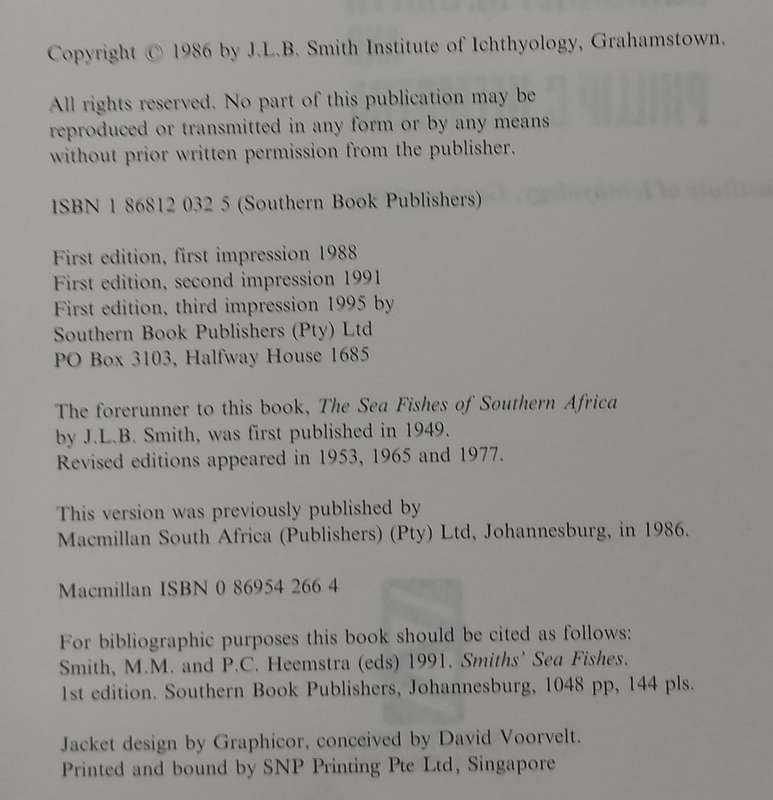 Copyright © 1986 by J.L.B. Smith Institute of Ichthyology, Grahamstown.
All rights reserved. No part of this publication may be
reproduced or transmitted in any form or by any means
without prior written permission from the publisher.
ISBN 1 86812 032 5 (Southern Book Publishers)
First edition, first impression 1988
First edition, second impression 1991
First edition, third impression 1995 by
Southern Book Publishers (Pty) Ltd
PO Box 3103, Halfway House 1685
The forerunner to this book, The Sea Fishes of Southern Africa
by J.L.B. Smith, was first published in 1949.
Revised editions appeared in 1953, 1965 and 1977.
This version was previously published by
Macmillan South Africa (Publishers) (Pty) Ltd, Johannesburg, in 1986.
Macmillan ISBN 0 86954 266 4
For bibliographic purposes this book should be cited as follows:
Smith, M.M. and P.C. Heemstra (eds) 1991. Smiths' Sea Fishes.
1st edition. Southern Book Publishers, Johannesburg, 1048 pp, 144 pls.
Jacket design by Graphicor, conceived by David Voorvelt.
Printed and bound by SNP Printing Pte Ltd, Singapore